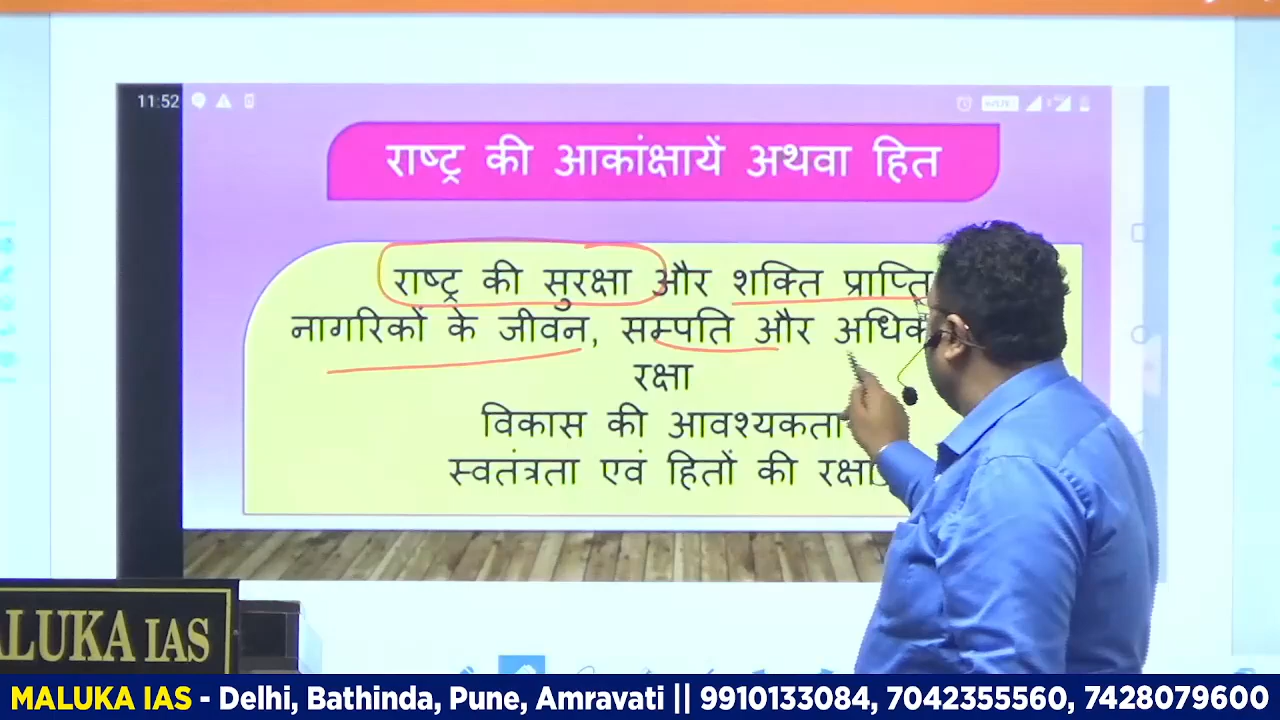 11:52
राष्ट्र की आकांक्षायें अथवा हित
राष्ट्र की सुरक्षा और शक्ति प्राप्ति
नागरिकों के जीवन, सम्पति और
रक्षा
विकास की आवश्यकता
स्वतंत्रता एवं हितों की रक्षा
ALUKA IAS
MALUKA IAS - Delhi, Bathinda, Pune, Amravati || 9910133084, 7042355560, 7428079600